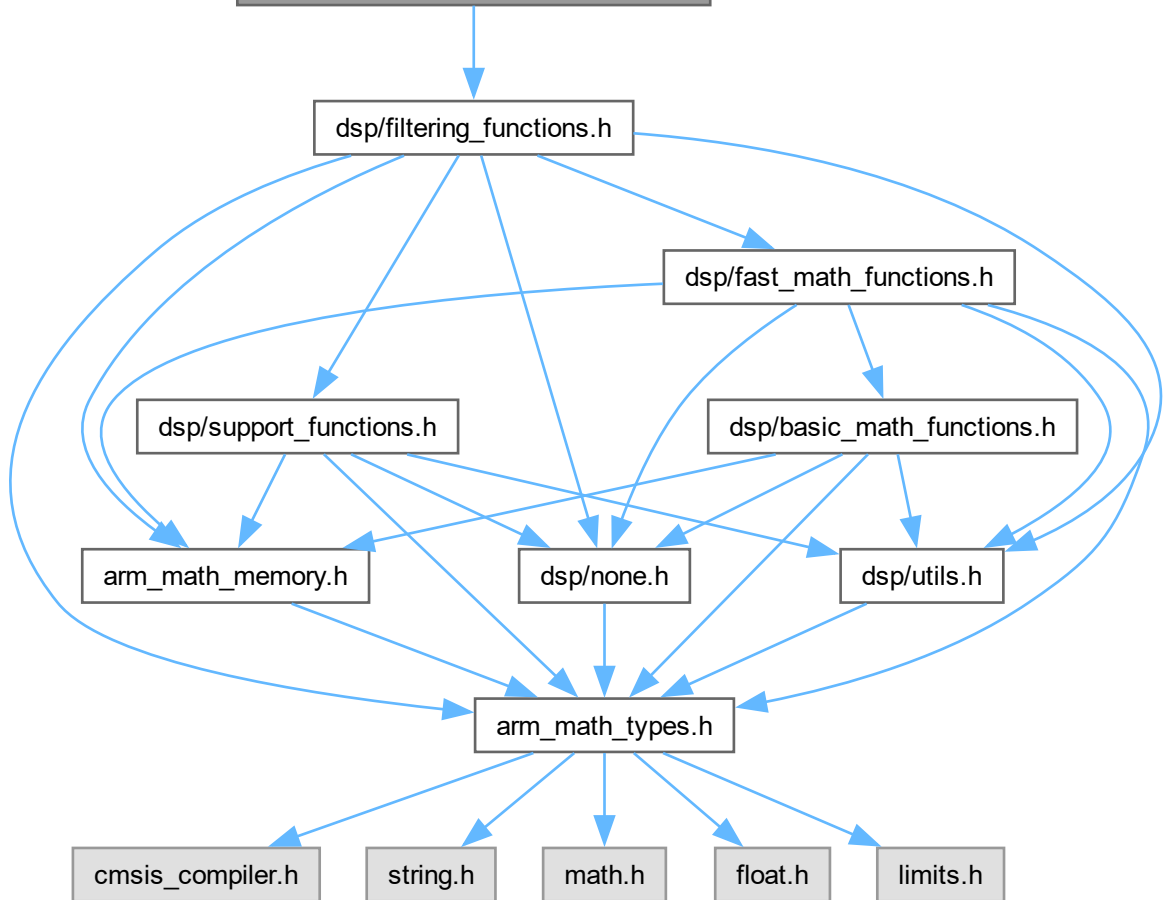 dsp/filtering_functions.h
dsp/fast_math_functions.h
dsp/support_functions.h
dsp/basic_math_functions.h
arm_math_memory.h
dsp/none.h
dsp/utils.h
arm_math_types.h
cmsis_compiler.h
string.h
math.h
float.h
limits.h